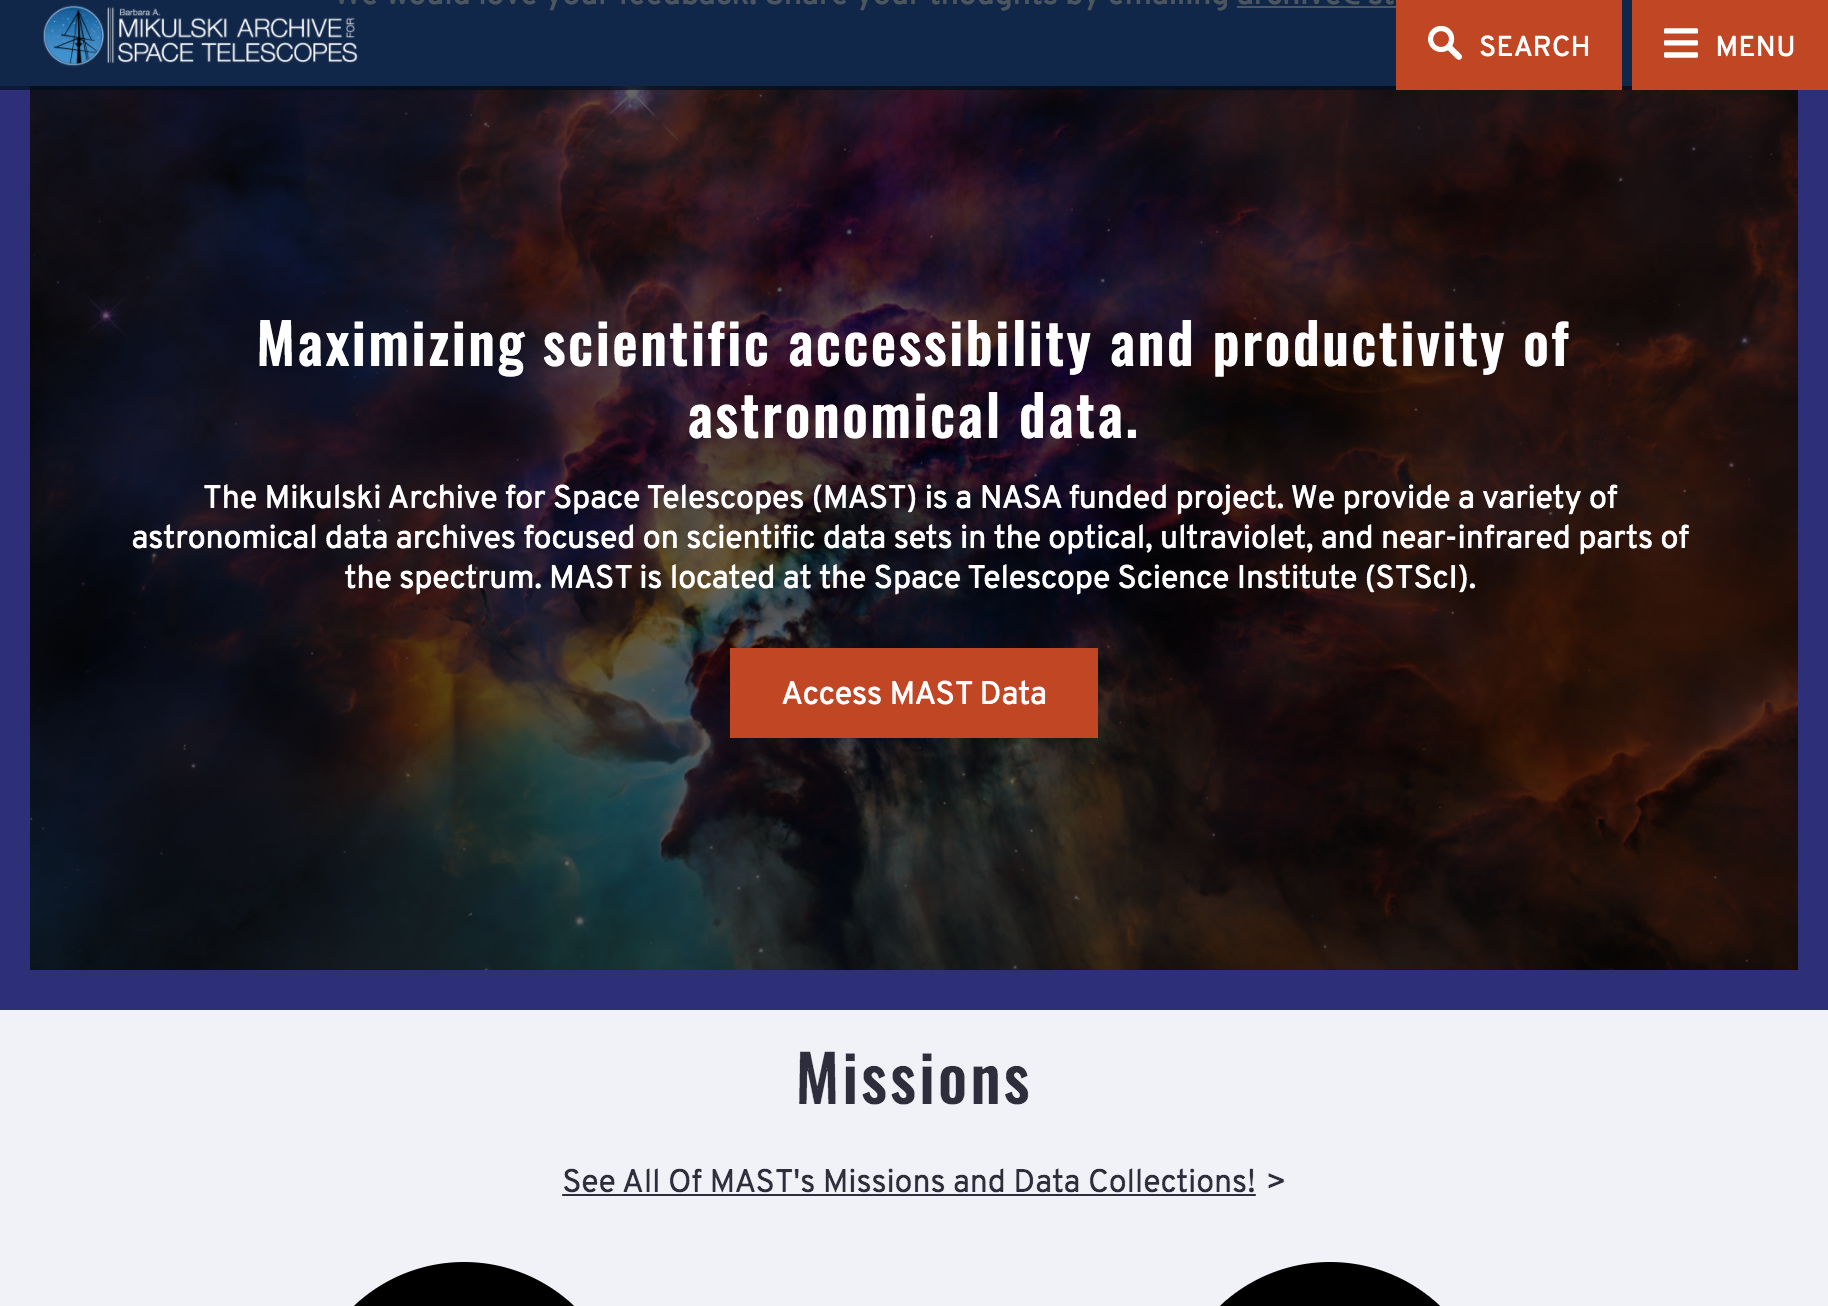 We would love your feedback! Share your thoughts by emailing
Barbara A.
MIKULSKI ARCHIVE FOR
SPACE TELESCOPES
SEARCH
MENU
Maximizing scientific accessibility and productivity of
astronomical data.
The Mikulski Archive for Space Telescopes (MAST) is a NASA funded project. We provide a variety of
astronomical data archives focused on scientific data sets in the optical, ultraviolet, and near-infrared parts of
the spectrum. MAST is located at the Space Telescope Science Institute (STScI).
Access MAST Data
Missions
See All Of MAST's Missions and Data Collections! >